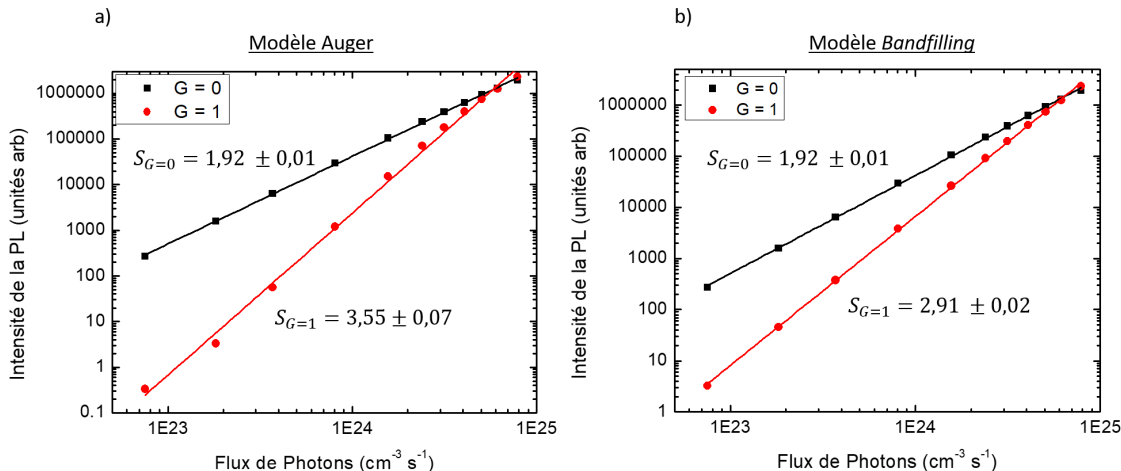 a)
Modèle Auger
G = 0
G = 1
1000000
100000
10000
1000
100
10
1
0.1
Intensité de la PL (unités arb)
S_{G=0} = 1,92 ± 0,01
S_{G=1} = 3,55 ± 0,07
1E23 1E24 1E25
Flux de Photons (cm^{-3} s^{-1})
b)
Modèle Bandfilling
G = 0
G = 1
1000000
100000
10000
1000
100
10
1
Intensité de la PL (unités arb)
S_{G=0} = 1,92 ± 0,01
S_{G=1} = 2,91 ± 0,02
1E23 1E24 1E25
Flux de Photons (cm^{-3} s^{-1})